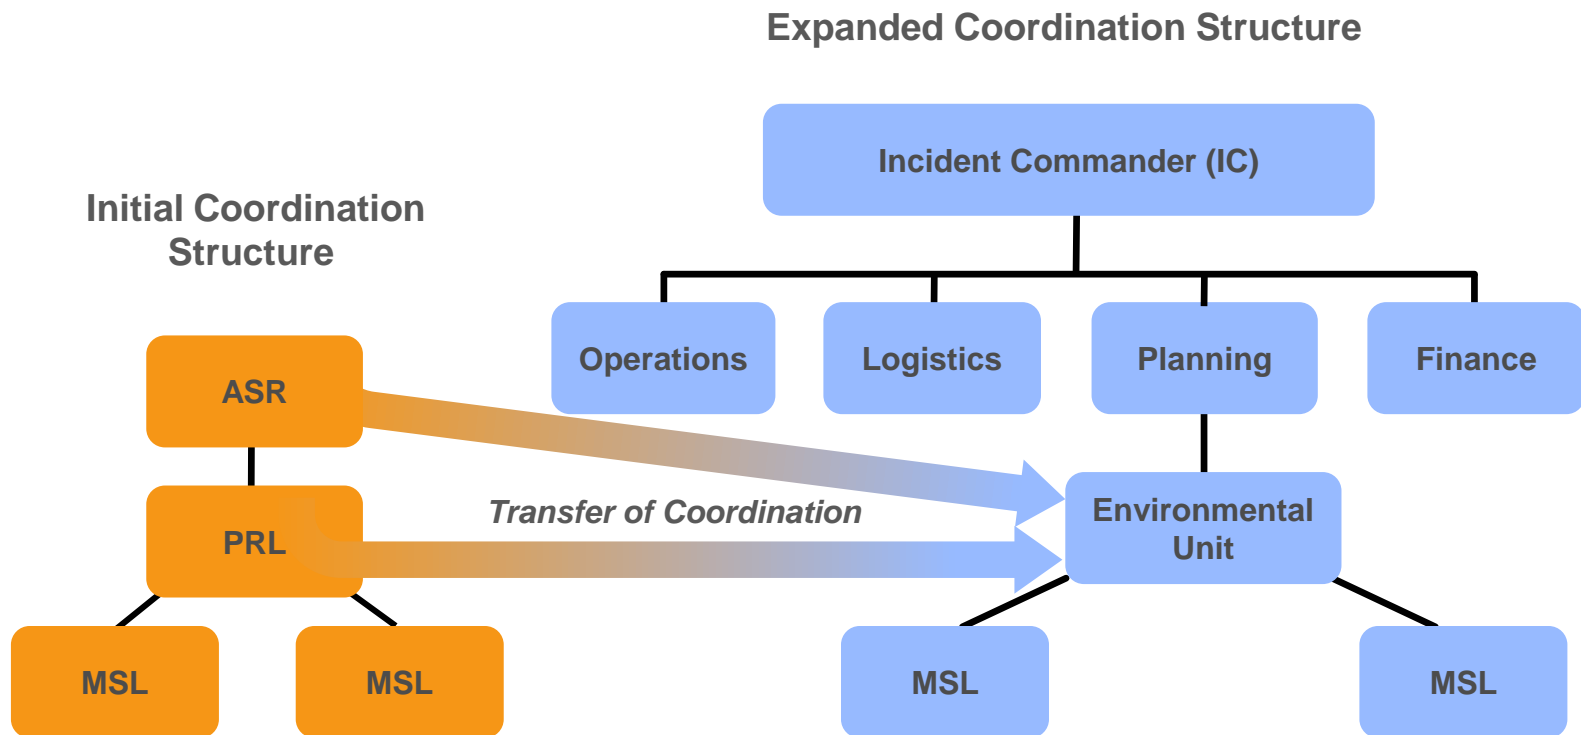 Expanded Coordination Structure
Incident Commander (IC)
Initial Coordination
Structure
Operations
Logistics
Planning
Finance
ASR
Transfer of Coordination
Environmental
Unit
PRL
MSL
MSL
MSL
MSL